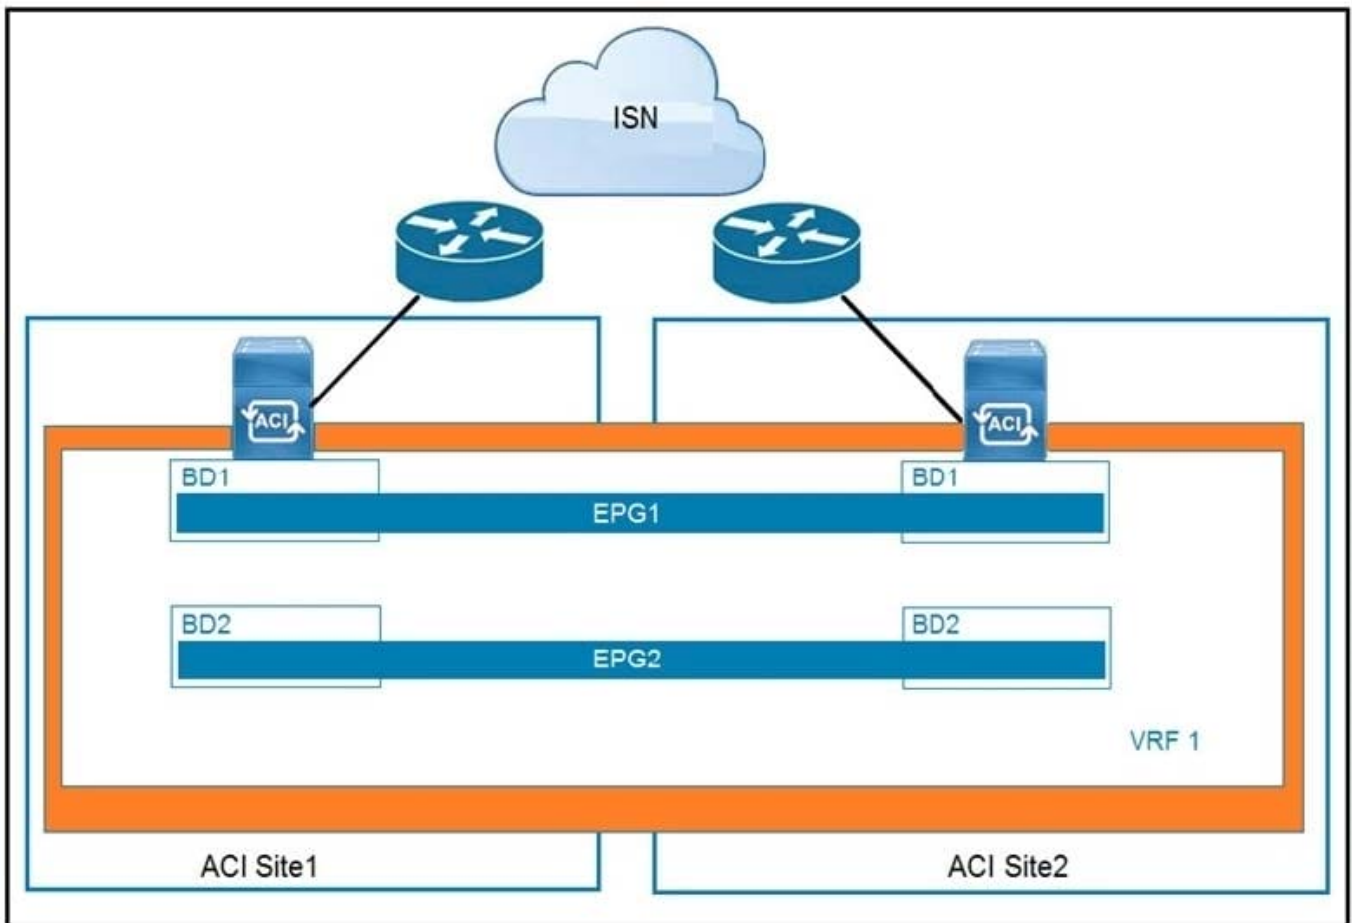 ISN
ACI
ACI
BD1
BD1
EPG1
BD2
BD2
EPG2
VRF 1
ACI Site1
ACI Site2